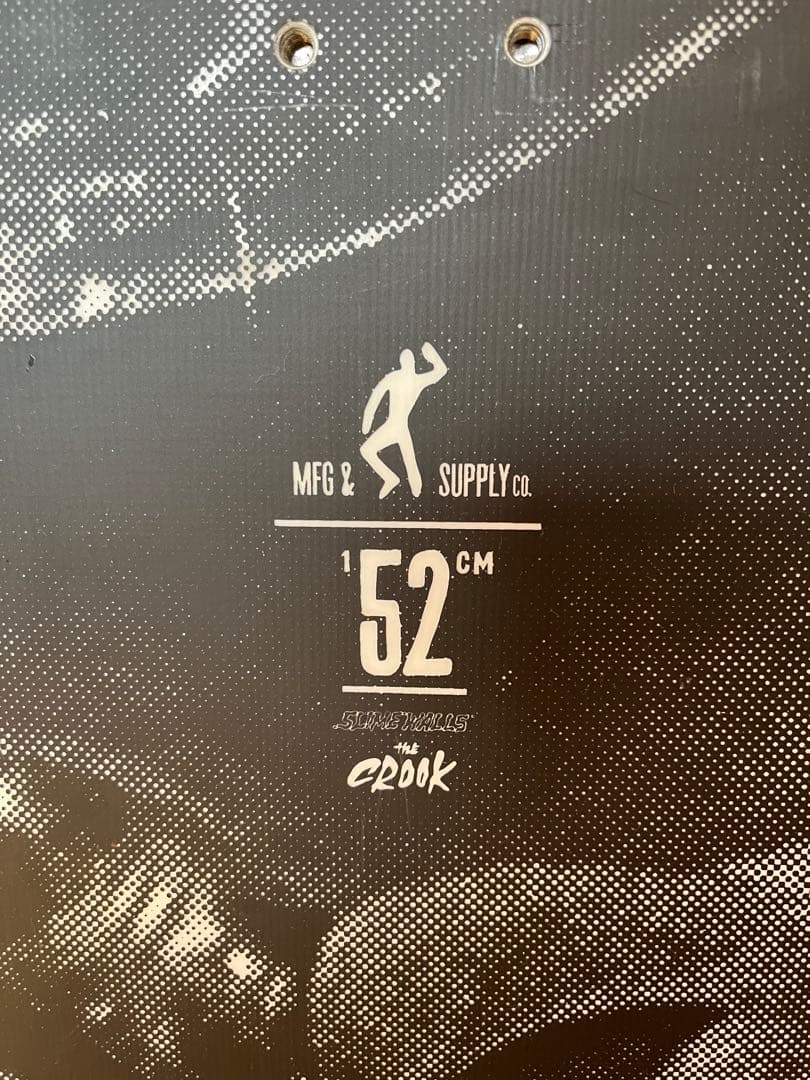 MFG & SUPPLY CO.
152 CM
SLIMEWALLS
the CROOK